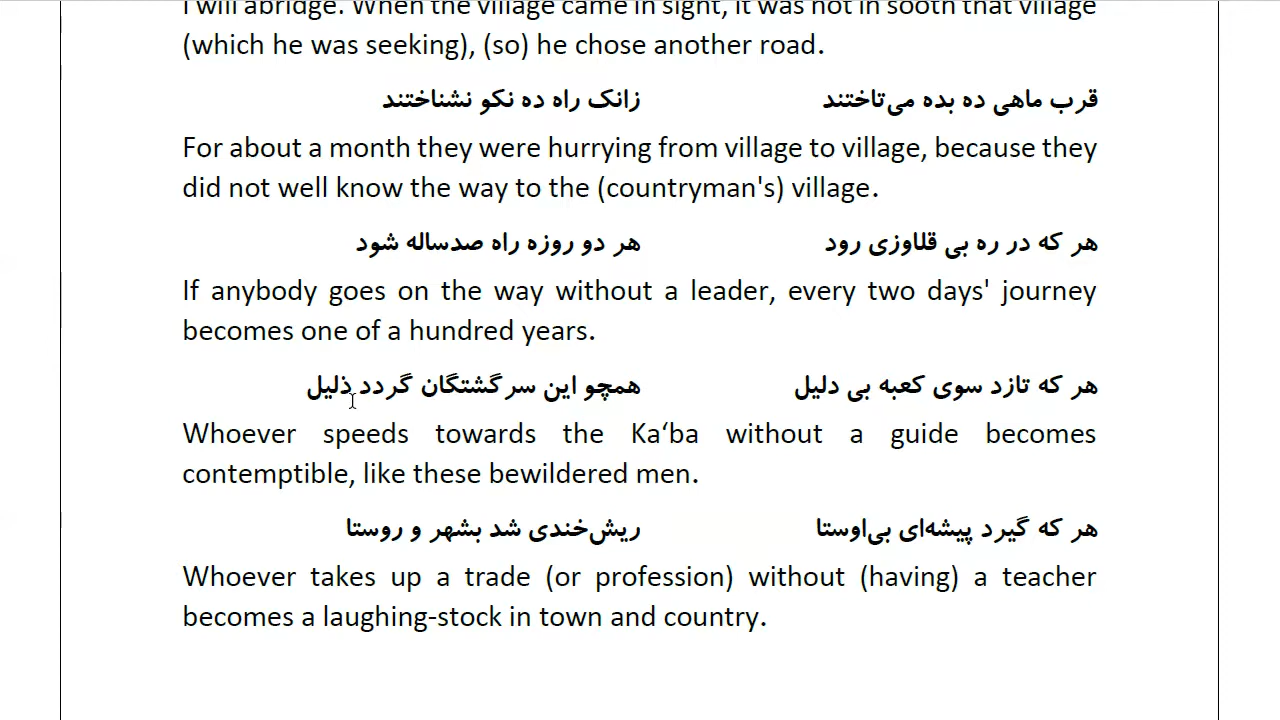 I will abridge. When the village came in sight, it was not in sooth that village
(which he was seeking), (so) he chose another road.
قرب ماهی ده بده می‌تاختند زانک راه ده نکو نشناختند
For about a month they were hurrying from village to village, because they
did not well know the way to the (countryman's) village.
هر که در ره بی قلاوزی رود هر دو روزه راه صدساله شود
If anybody goes on the way without a leader, every two days' journey
becomes one of a hundred years.
هر که تازد سوی کعبه بی دلیل همچو این سرگشتگان گردد ذلیل
Whoever speeds towards the Ka‘ba without a guide becomes
contemptible, like these bewildered men.
هر که گیرد پیشه‌ای بی‌اوستا ریش‌خندی شد بشهر و روستا
Whoever takes up a trade (or profession) without (having) a teacher
becomes a laughing-stock in town and country.